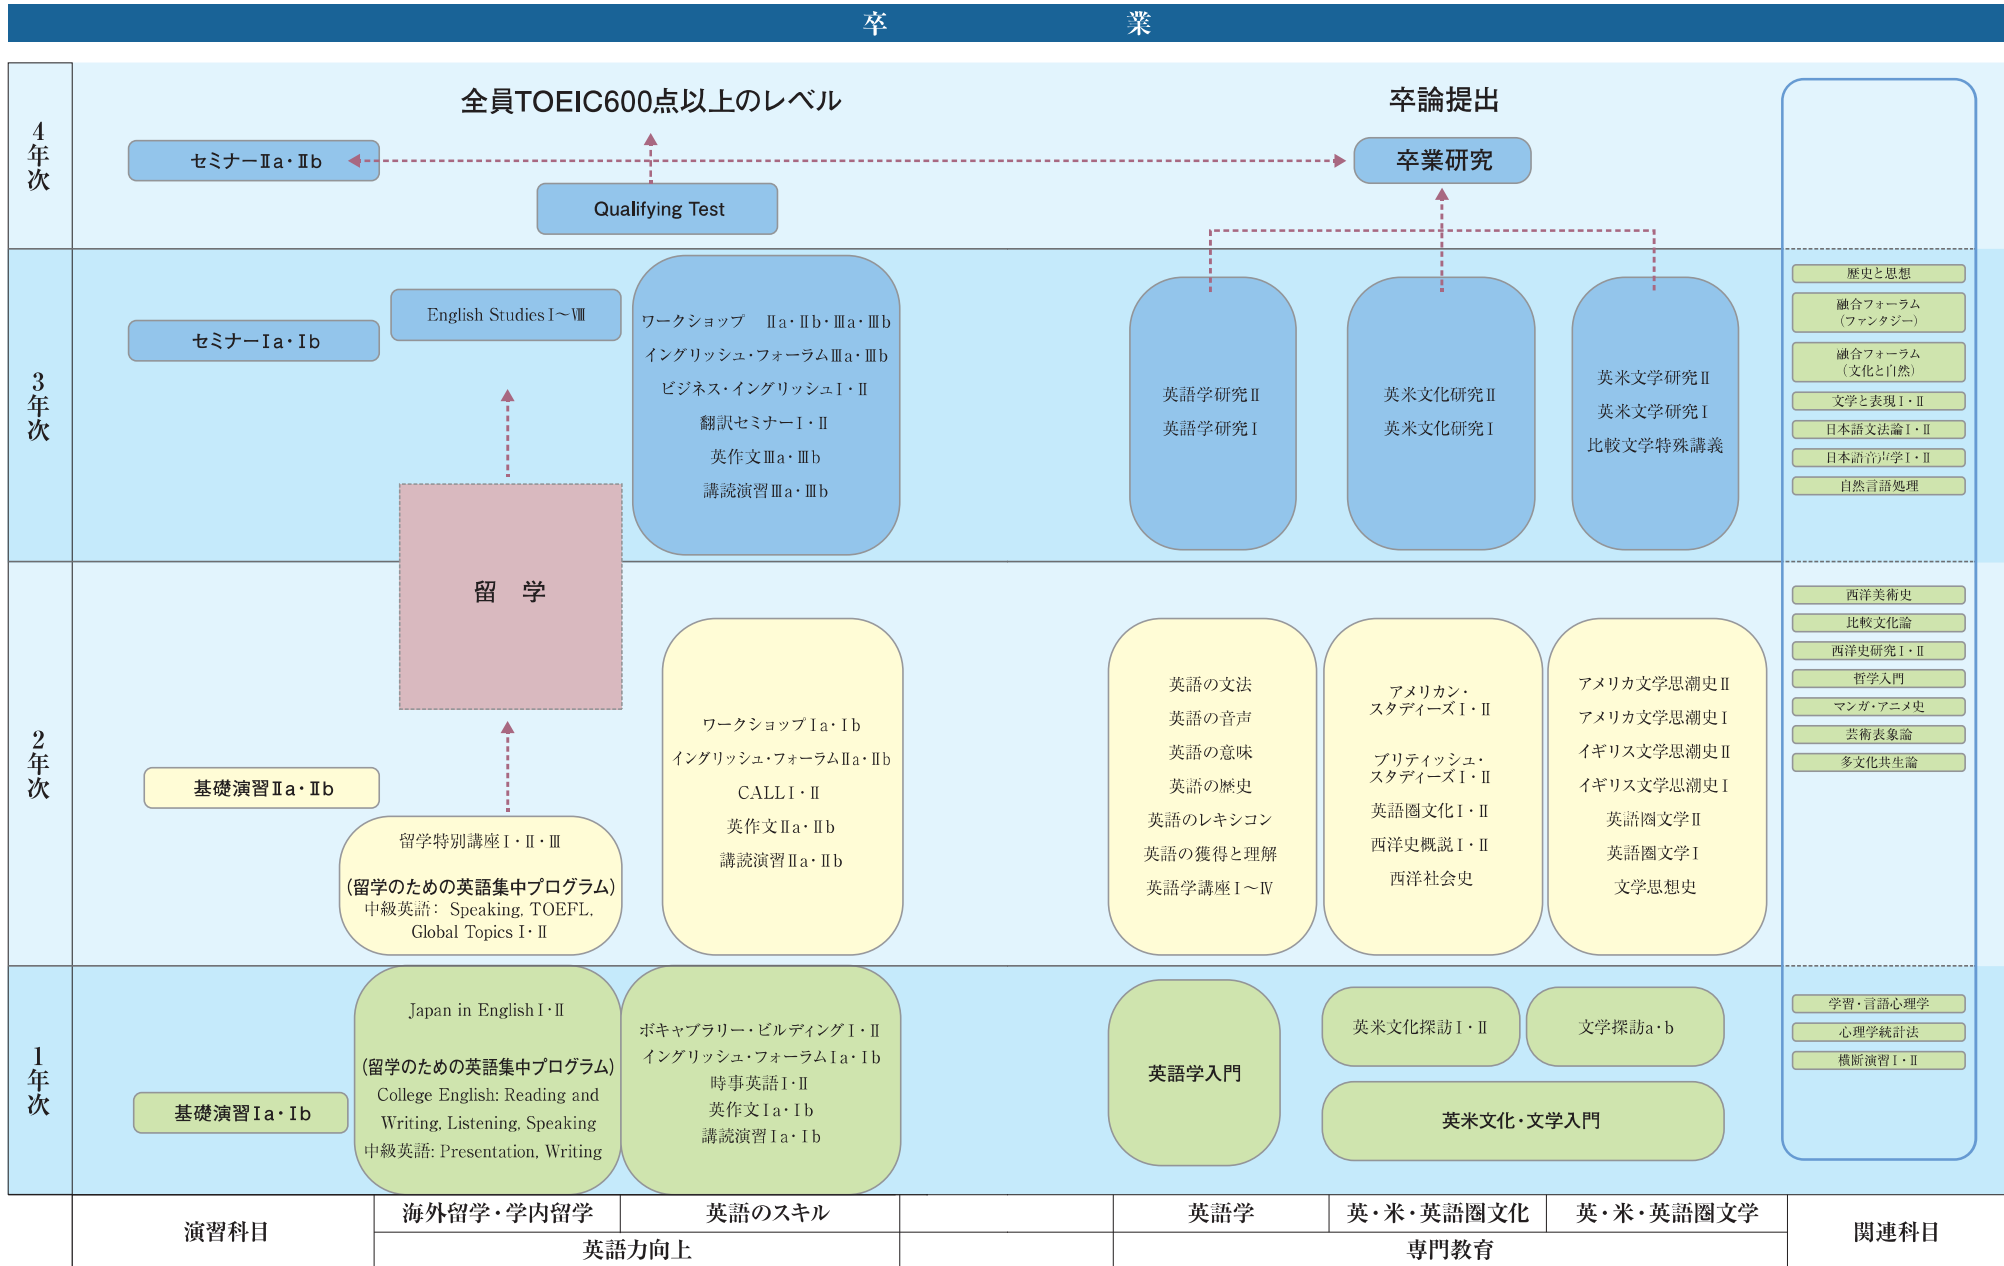 卒　業
4年次
全員TOEIC600点以上のレベル
卒論提出
セミナーⅡa・Ⅱb
卒業研究
Qualifying Test
3年次
セミナーⅠa・Ⅰb
English Studies Ⅰ〜Ⅷ
ワークショップ　Ⅱa・Ⅱb・Ⅲa・Ⅲb
イングリッシュ・フォーラムⅢa・Ⅲb
ビジネス・イングリッシュⅠ・Ⅱ
翻訳セミナーⅠ・Ⅱ
英作文Ⅲa・Ⅲb
講読演習Ⅲa・Ⅲb
英語学研究Ⅱ
英語学研究Ⅰ
英米文化研究Ⅱ
英米文化研究Ⅰ
英米文学研究Ⅱ
英米文学研究Ⅰ
比較文学特殊講義
歴史と思想
融合フォーラム
（ファンタジー）
融合フォーラム
（文化と自然）
文学と表現Ⅰ・Ⅱ
日本語文法論Ⅰ・Ⅱ
日本語音声学Ⅰ・Ⅱ
自然言語処理
留　学
2年次
基礎演習Ⅱa・Ⅱb
留学特別講座Ⅰ・Ⅱ・Ⅲ
(留学のための英語集中プログラム)
中級英語： Speaking, TOEFL,
Global Topics Ⅰ・Ⅱ
ワークショップⅠa・Ⅰb
イングリッシュ・フォーラムⅡa・Ⅱb
CALLⅠ・Ⅱ
英作文Ⅱa・Ⅱb
講読演習Ⅱa・Ⅱb
英語の文法
英語の音声
英語の意味
英語の歴史
英語のレキシコン
英語の獲得と理解
英語学講座Ⅰ〜Ⅳ
アメリカン・
スタディーズⅠ・Ⅱ
ブリティッシュ・
スタディーズⅠ・Ⅱ
英語圏文化Ⅰ・Ⅱ
西洋史概説Ⅰ・Ⅱ
西洋社会史
アメリカ文学思潮史Ⅱ
アメリカ文学思潮史Ⅰ
イギリス文学思潮史Ⅱ
イギリス文学思潮史Ⅰ
英語圏文学Ⅱ
英語圏文学Ⅰ
文学思想史
西洋美術史
比較文化論
西洋史研究Ⅰ・Ⅱ
哲学入門
マンガ・アニメ史
芸術表象論
多文化共生論
1年次
基礎演習Ⅰa・Ⅰb
Japan in English Ⅰ・Ⅱ
(留学のための英語集中プログラム)
College English: Reading and
Writing, Listening, Speaking
中級英語: Presentation, Writing
ボキャブラリー・ビルディングⅠ・Ⅱ
イングリッシュ・フォーラムⅠa・Ⅰb
時事英語Ⅰ・Ⅱ
英作文Ⅰa・Ⅰb
講読演習Ⅰa・Ⅰb
英語学入門
英米文化探訪Ⅰ・Ⅱ
文学探訪a・b
英米文化・文学入門
学習・言語心理学
心理学統計法
横断演習Ⅰ・Ⅱ
演習科目
海外留学・学内留学
英語のスキル
英語力向上
英語学
英・米・英語圏文化
英・米・英語圏文学
専門教育
関連科目